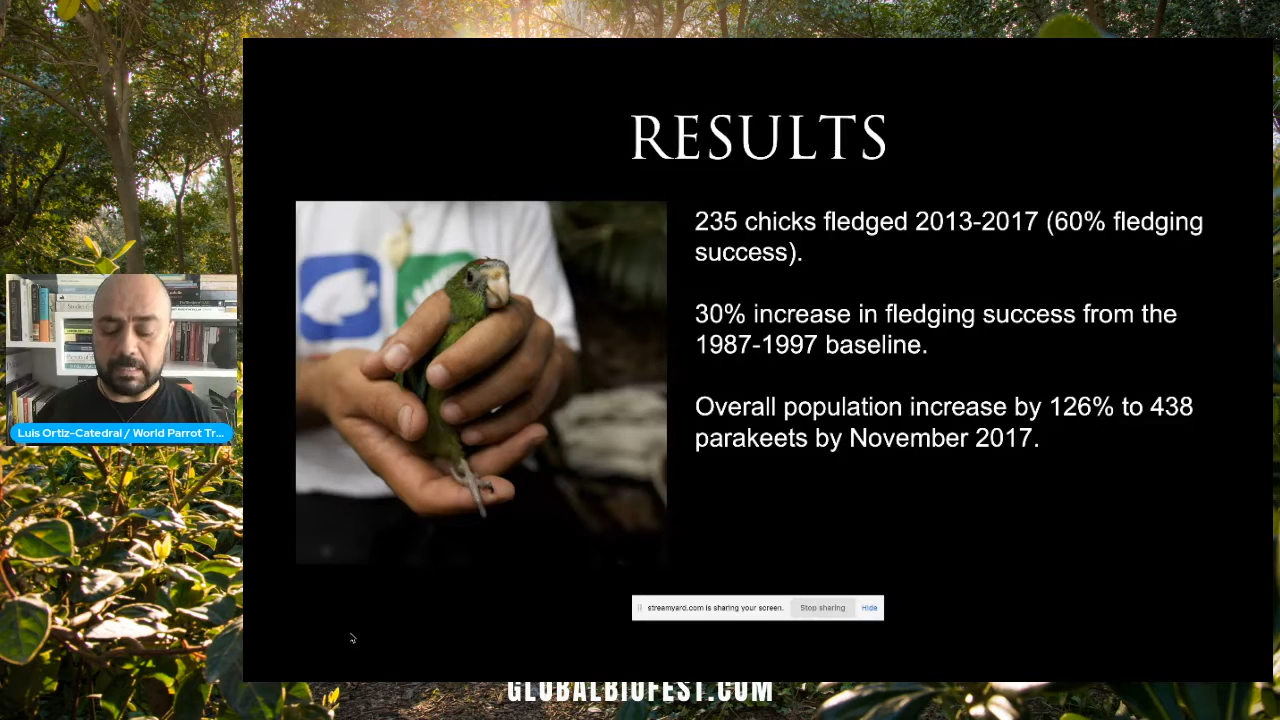 RESULTS
235 chicks fledged 2013-2017 (60% fledging
success).
30% increase in fledging success from the
1987-1997 baseline.
Overall population increase by 126% to 438
parakeets by November 2017.
Luis Ortiz-Catedral / World Parrot Tr...
streamyard.com is sharing your screen.
Stop sharing
Hide
GLOBALBIOFEST.COM